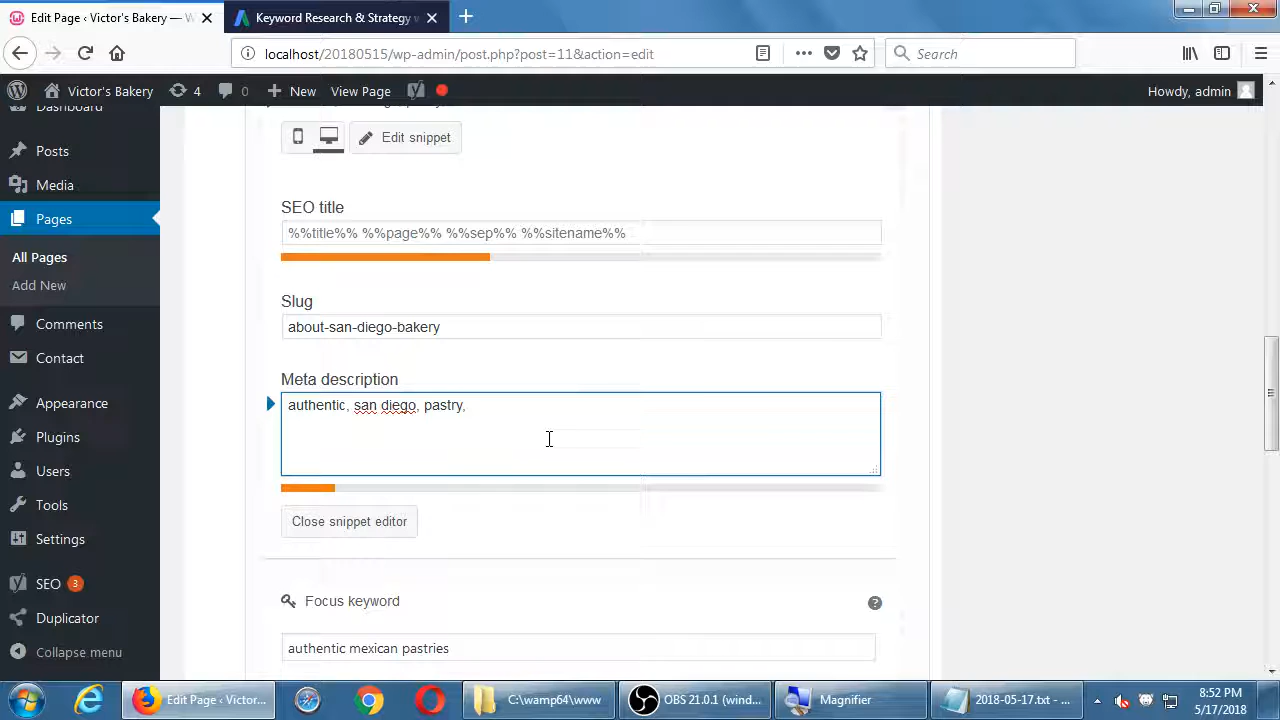 Edit Page ‹ Victor's Bakery — W
Keyword Research & Strategy w
localhost/20180515/wp-admin/post.php?post=11&action=edit
Search
Victor's Bakery
4
0
New
View Page
Howdy, admin
Dashboard
Posts
Media
Pages
All Pages
Add New
Comments
Contact
Appearance
Plugins
Users
Tools
Settings
SEO 3
Duplicator
Collapse menu
Edit snippet
SEO title
%%title%% %%page%% %%sep%% %%sitename%%
Slug
about-san-diego-bakery
Meta description
authentic, san diego, pastry,
Close snippet editor
Focus keyword
authentic mexican pastries
Edit Page ‹ Victor...
C:\wamp64\www
OBS 21.0.1 (wind...
Magnifier
2018-05-17.txt - ...
8:52 PM
5/17/2018